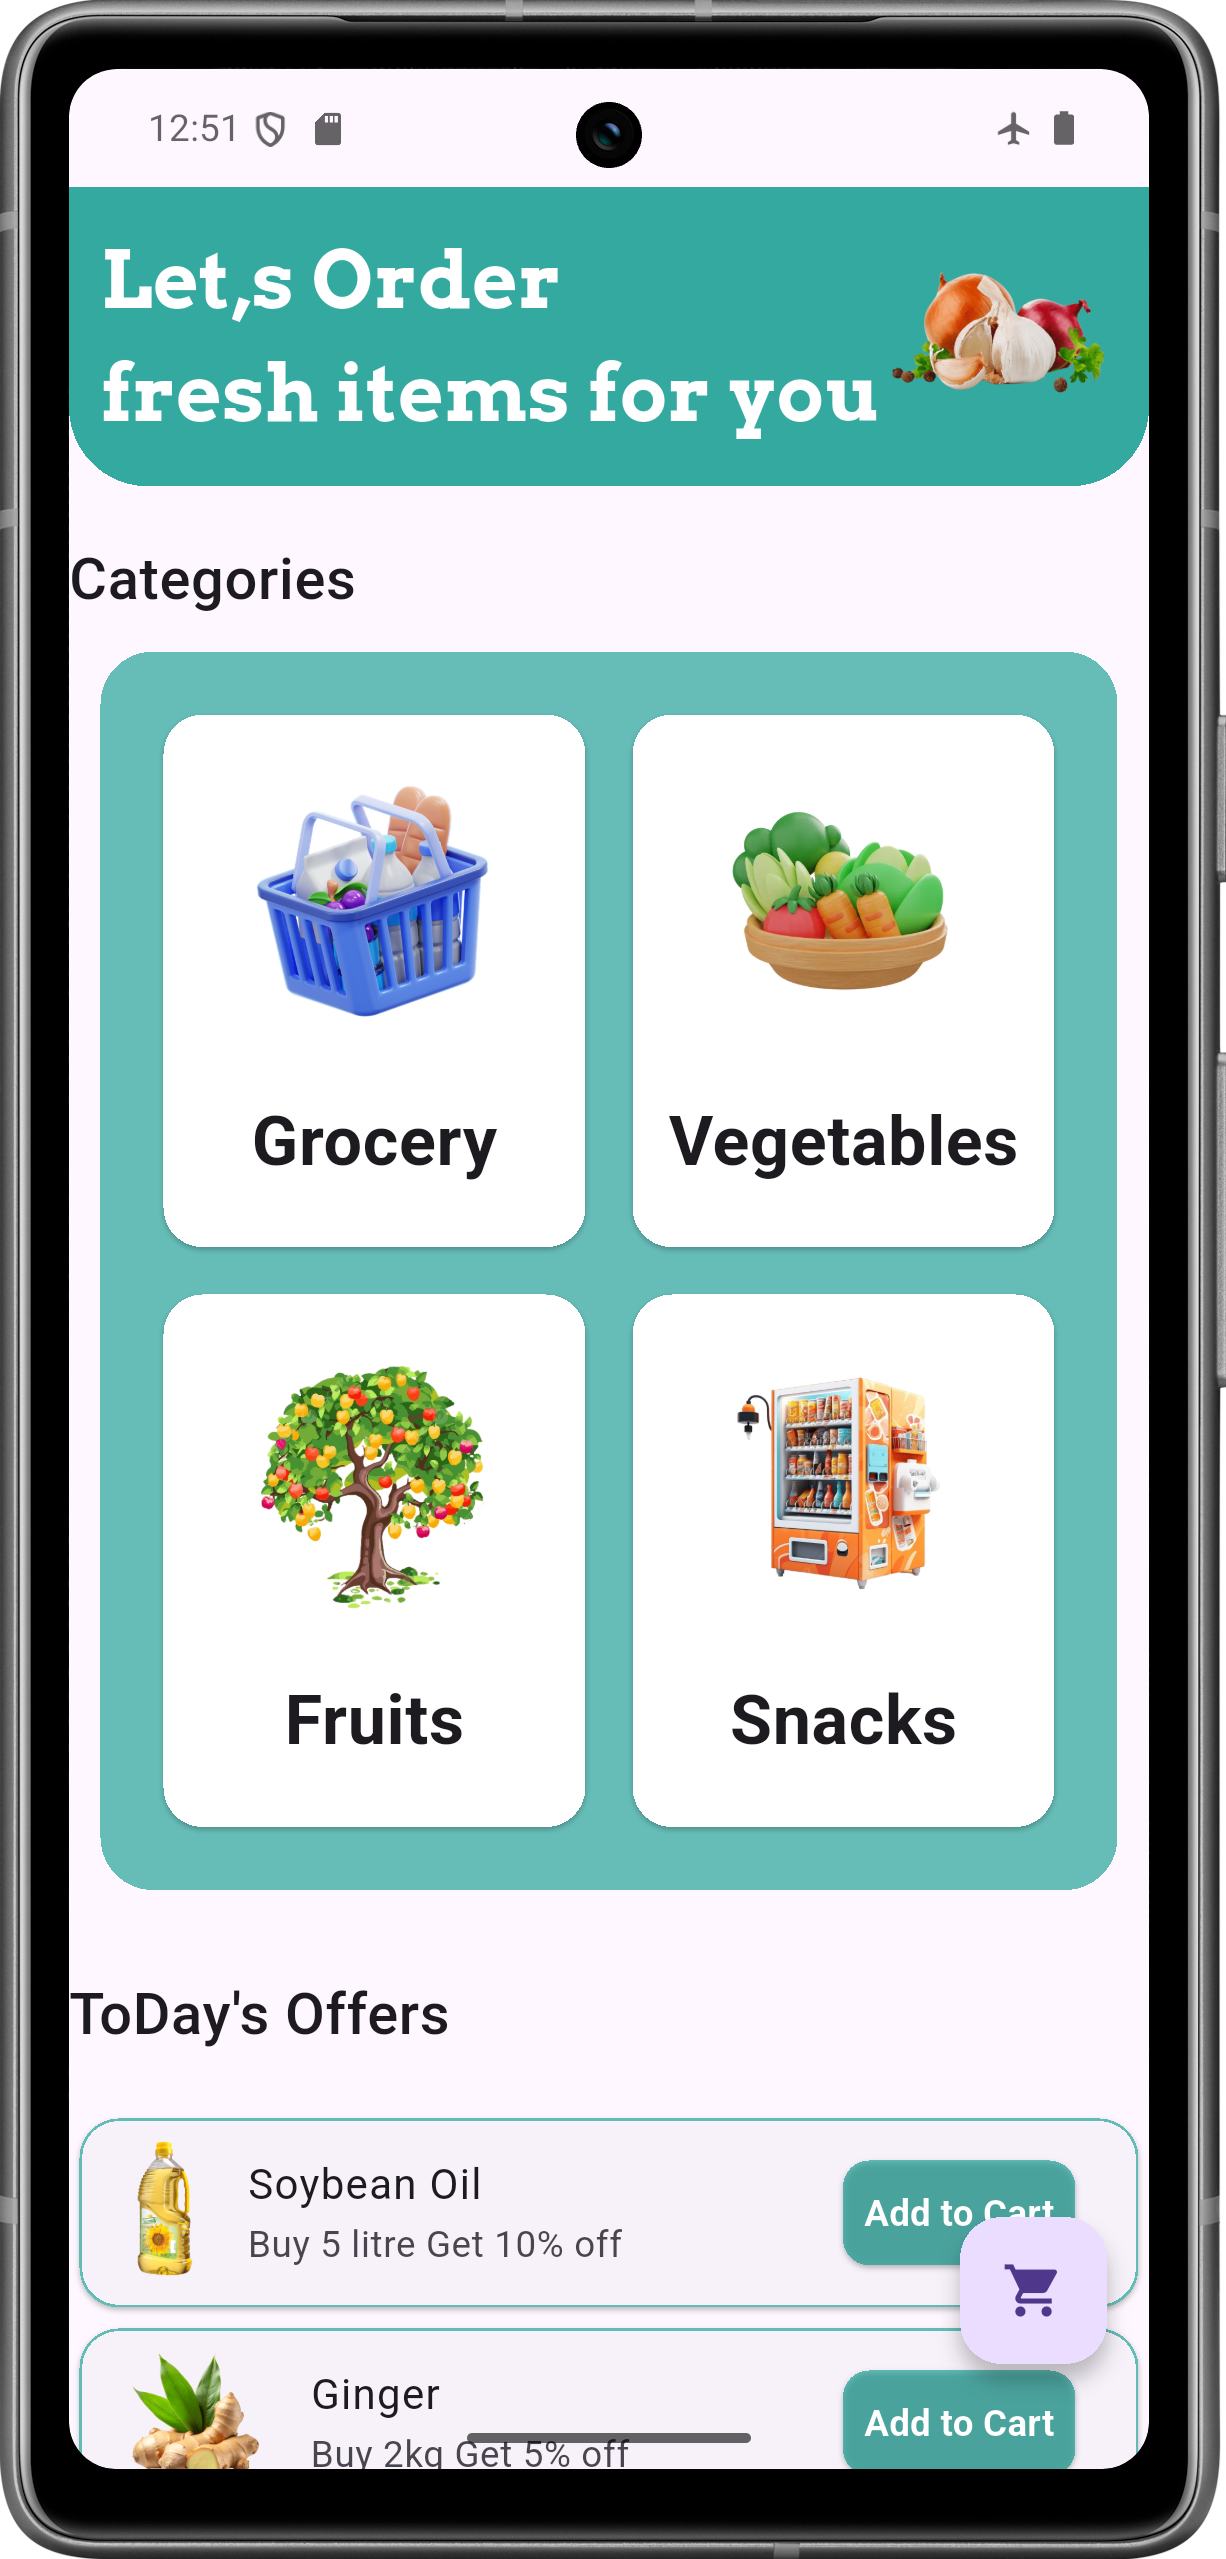 12:51
Let,s Order
fresh items for you
Categories
Grocery
Vegetables
Fruits
Snacks
ToDay's Offers
Soybean Oil
Buy 5 litre Get 10% off
Add to Cart
Ginger
Buy 2kg Get 5% off
Add to Cart